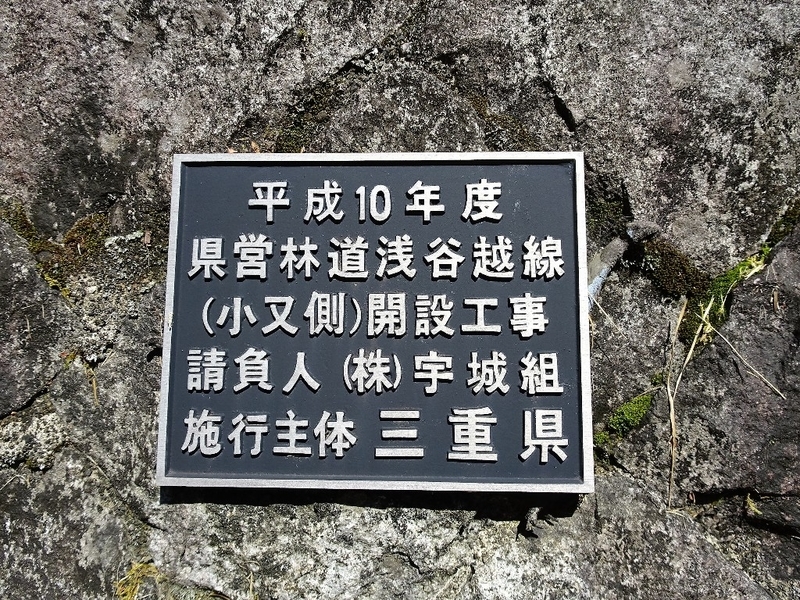 平成10年度
県営林道浅谷越線
(小又側)開設工事
請負人(株)宇城組
施行主体 三重県